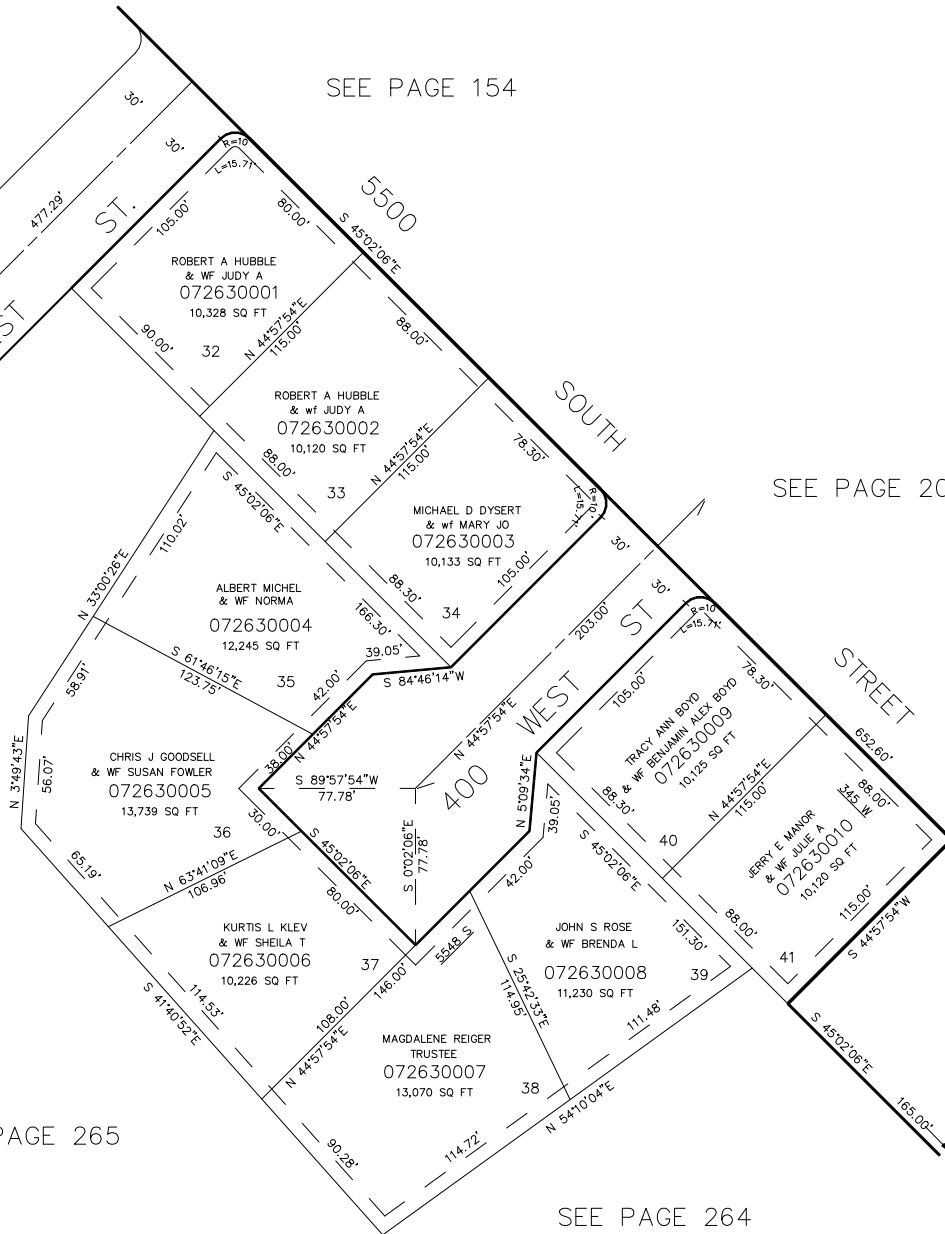 SEE PAGE 154
30'
30'
477.29'
ST.
R=10'
L=15.71'
105.00'
80.00'
5500
S 45°02'06"E
ROBERT A HUBBLE
& WF JUDY A
072630001
10,328 SQ FT
32
90.00'
N 44°57'54"E
115.00'
88.00'
ROBERT A HUBBLE
& wf JUDY A
072630002
10,120 SQ FT
33
88.00'
N 44°57'54"E
115.00'
SOUTH
78.30'
R=10'
L=15.71'
MICHAEL D DYSERT
& wf MARY JO
072630003
10,133 SQ FT
34
88.30'
105.00'
SEE PAGE 20
30'
30'
S 45°02'06"E
110.02'
N 33°00'26"E
ALBERT MICHEL
& WF NORMA
072630004
12,245 SQ FT
35
166.30'
39.05'
42.00'
S 84°46'14"W
S 61°46'15"E
123.75'
N 44°57'54"E
38.00'
58.91'
N 3°49'43"E
56.07'
CHRIS J GOODSELL
& WF SUSAN FOWLER
072630005
13,739 SQ FT
36
30.00'
S 89°57'54"W
77.78'
S 0°02'06"E
77.78'
203.00'
N 44°57'54"E
400 WEST ST
N 5°09'34"E
39.05'
42.00'
R=10'
L=15.71'
105.00'
78.30'
TRACY ANN BOYD
& WF BENJAMIN ALEX BOYD
072630009
10,125 SQ FT
40
88.30'
N 44°57'54"E
115.00'
STREET
652.60'
88.00'
345 W
JERRY E MANOR
& WF JULIE A
072630010
10,120 SQ FT
41
88.00'
115.00'
S 44°57'54"W
S 45°02'06"E
165.00'
65.19'
N 63°41'09"E
106.96'
S 45°02'06"E
80.00'
KURTIS L KLEV
& WF SHEILA T
072630006
10,226 SQ FT
37
114.53'
S 41°40'52"E
108.00'
146.00'
N 44°57'54"E
5548 S
S 45°02'06"E
151.30'
JOHN S ROSE
& WF BRENDA L
072630008
11,230 SQ FT
39
S 25°42'33"E
114.95'
111.48'
MAGDALENE REIGER
TRUSTEE
072630007
13,070 SQ FT
38
N 54°10'04"E
114.72'
90.28'
PAGE 265
SEE PAGE 264